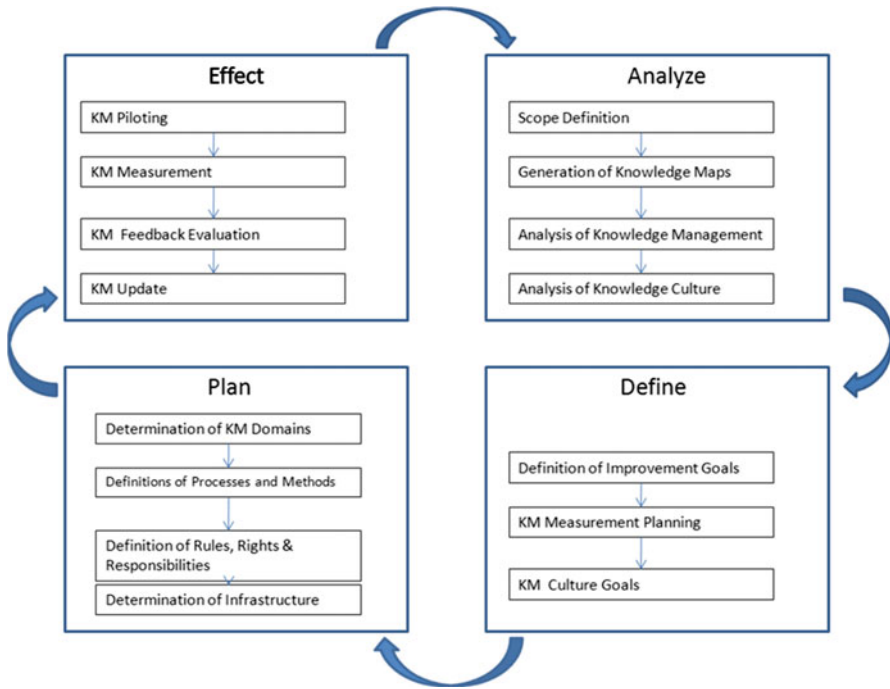 Effect
KM Piloting
KM Measurement
KM Feedback Evaluation
KM Update
Analyze
Scope Definition
Generation of Knowledge Maps
Analysis of Knowledge Management
Analysis of Knowledge Culture
Plan
Determination of KM Domains
Definitions of Processes and Methods
Definition of Rules, Rights &
Responsibilities
Determination of Infrastructure
Define
Definition of Improvement Goals
KM Measurement Planning
KM Culture Goals